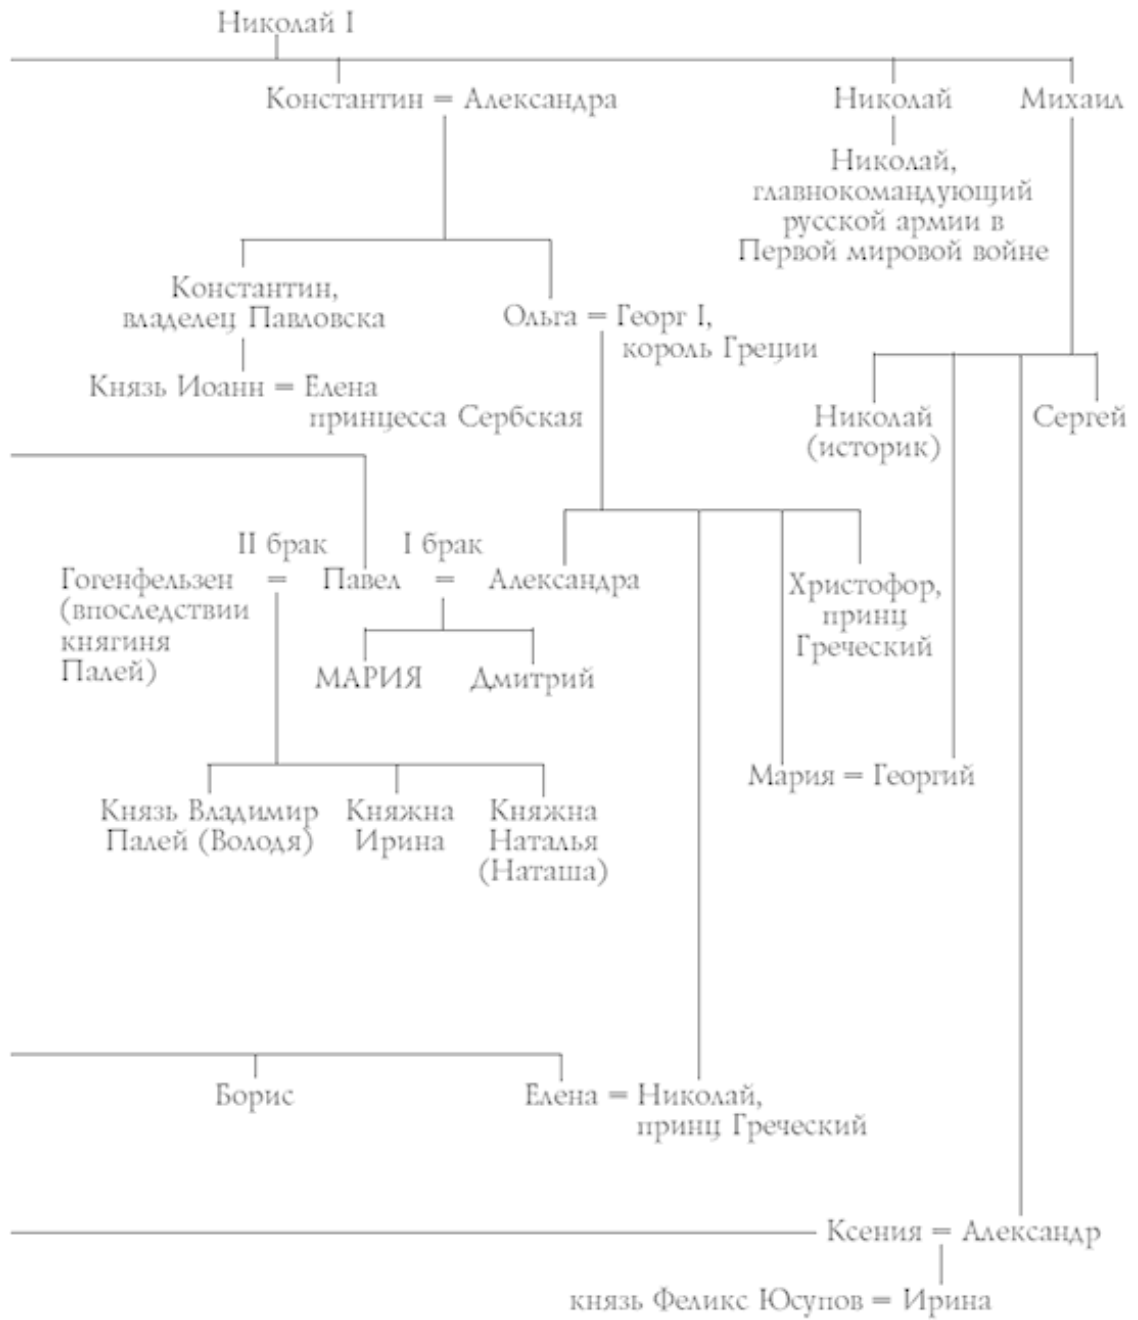 Николай I
Константин = Александра
Николай
Михаил
Николай,
главнокомандующий
русской армии в
Первой мировой войне
Константин,
владелец Павловска
Ольга = Георг I,
король Греции
Князь Иоанн = Елена
принцесса Сербская
Николай
(историк)
Сергей
II брак
I брак
Гогенфельзен = Павел = Александра
(впоследствии
княгиня
Палей)
Христофор,
принц
Греческий
МАРИЯ
Дмитрий
Мария = Георгий
Князь Владимир
Палей (Володя)
Княжна
Ирина
Княжна
Наталья
(Наташа)
Борис
Елена = Николай,
принц Греческий
Ксения = Александр
князь Феликс Юсупов = Ирина